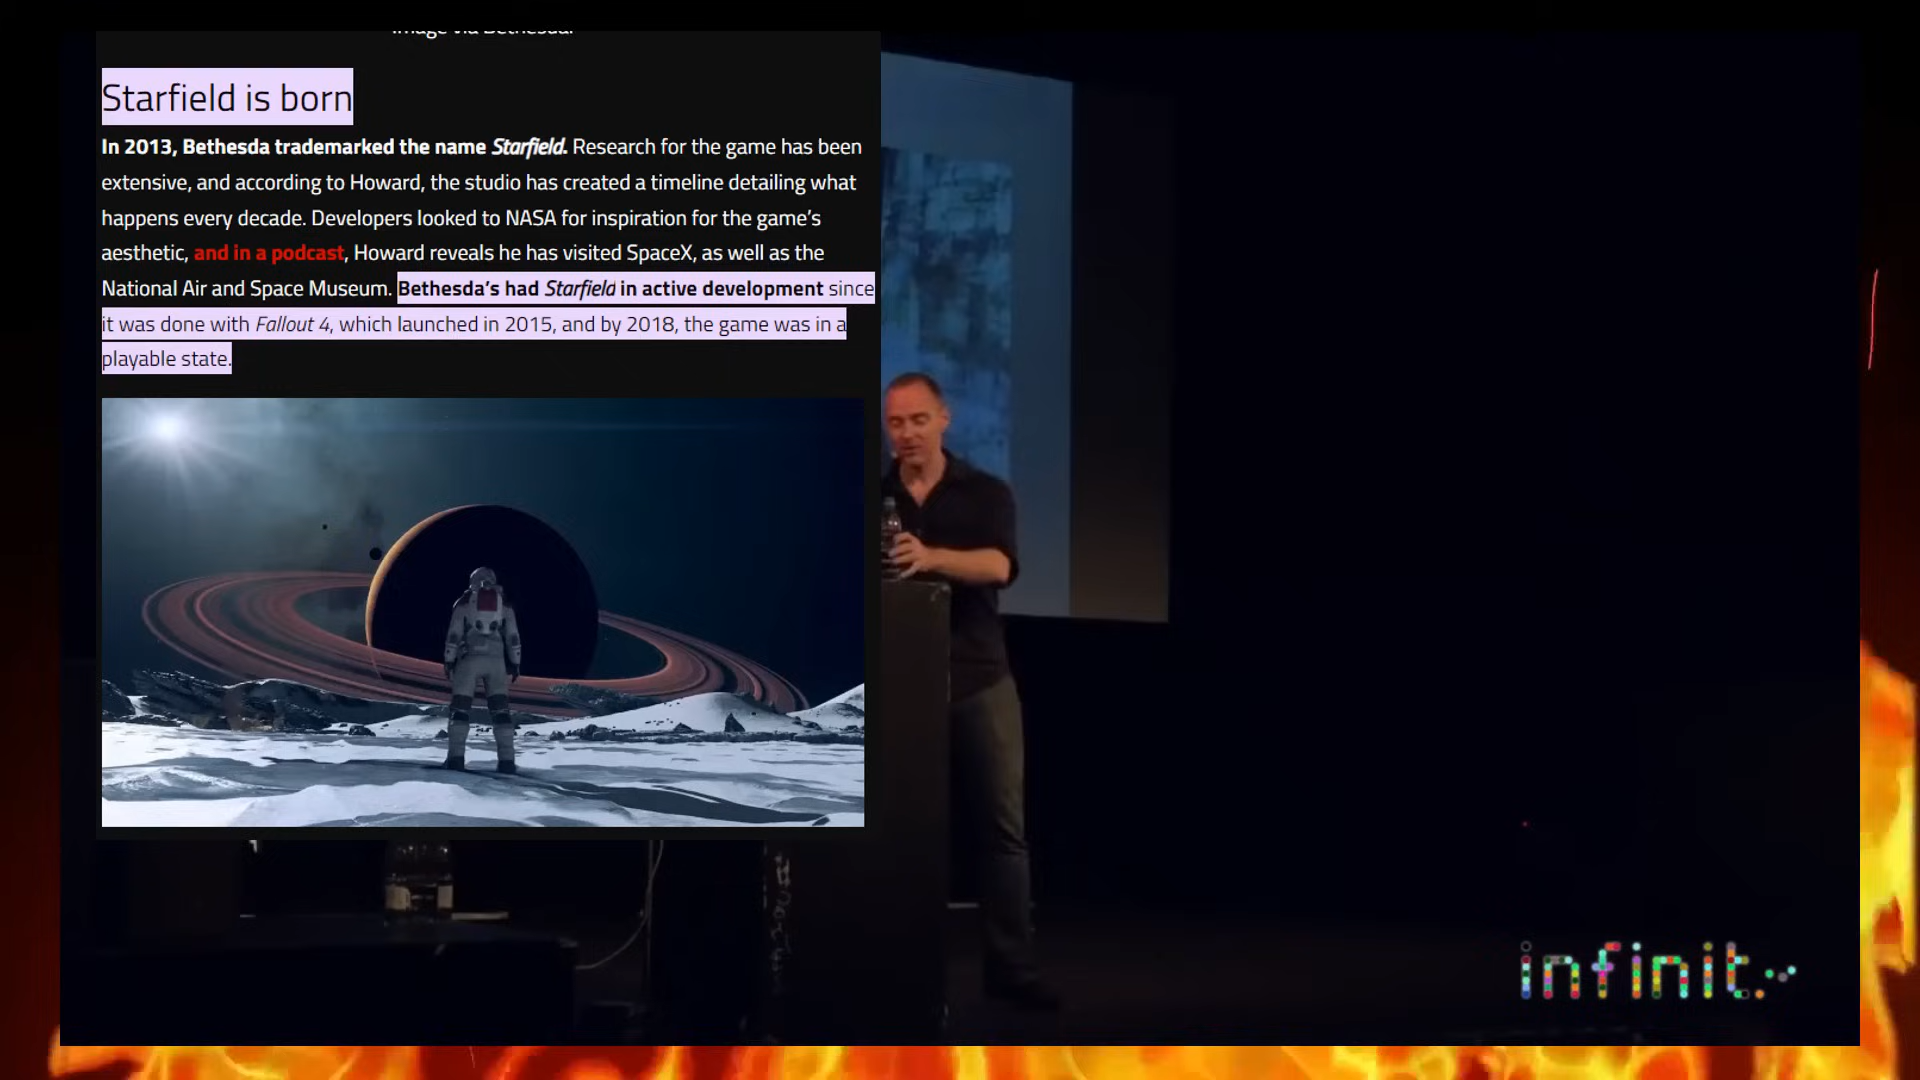 Image via Bethesda.
Starfield is born
In 2013, Bethesda trademarked the name Starfield. Research for the game has been
extensive, and according to Howard, the studio has created a timeline detailing what
happens every decade. Developers looked to NASA for inspiration for the game’s
aesthetic, and in a podcast, Howard reveals he has visited SpaceX, as well as the
National Air and Space Museum. Bethesda’s had Starfield in active development since
it was done with Fallout 4, which launched in 2015, and by 2018, the game was in a
playable state.
infinit